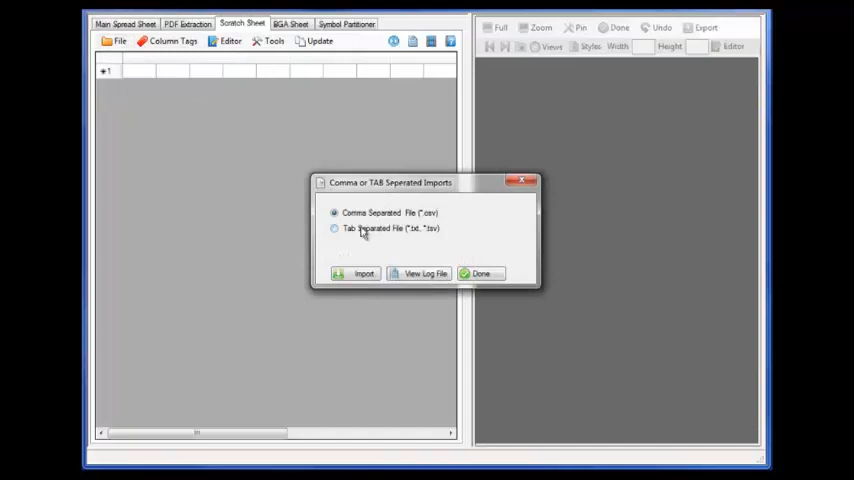 Main Spread Sheet PDF Extraction Scratch Sheet BGA Sheet Symbol Partitioner
File Column Tags Editor Tools Update
1
Full Zoom Pin Done Undo Export
Views Styles Width Height Editor
Comma or TAB Seperated Imports
Comma Separated File (*.csv)
Tab Separated File (*.txt, *.tsv)
Import View Log File Done